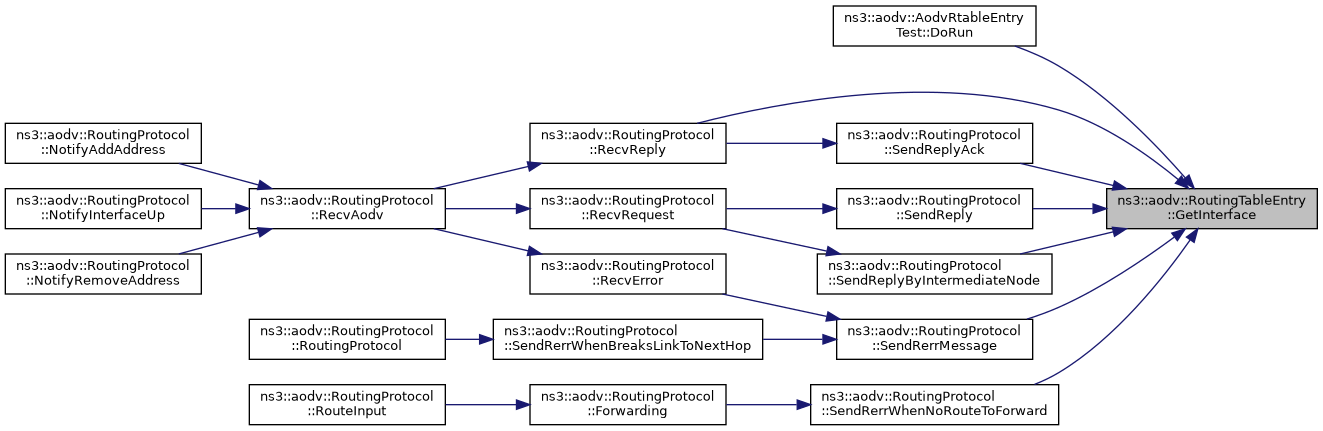 ns3::aodv::AodvRtableEntry
Test::DoRun
ns3::aodv::RoutingProtocol
::NotifyAddAddress
ns3::aodv::RoutingProtocol
::RecvReply
ns3::aodv::RoutingProtocol
::SendReplyAck
ns3::aodv::RoutingProtocol
::NotifyInterfaceUp
ns3::aodv::RoutingProtocol
::RecvAodv
ns3::aodv::RoutingProtocol
::RecvRequest
ns3::aodv::RoutingProtocol
::SendReply
ns3::aodv::RoutingTableEntry
::GetInterface
ns3::aodv::RoutingProtocol
::NotifyRemoveAddress
ns3::aodv::RoutingProtocol
::RecvError
ns3::aodv::RoutingProtocol
::SendReplyByIntermediateNode
ns3::aodv::RoutingProtocol
::RoutingProtocol
ns3::aodv::RoutingProtocol
::SendRerrWhenBreaksLinkToNextHop
ns3::aodv::RoutingProtocol
::SendRerrMessage
ns3::aodv::RoutingProtocol
::RouteInput
ns3::aodv::RoutingProtocol
::Forwarding
ns3::aodv::RoutingProtocol
::SendRerrWhenNoRouteToForward